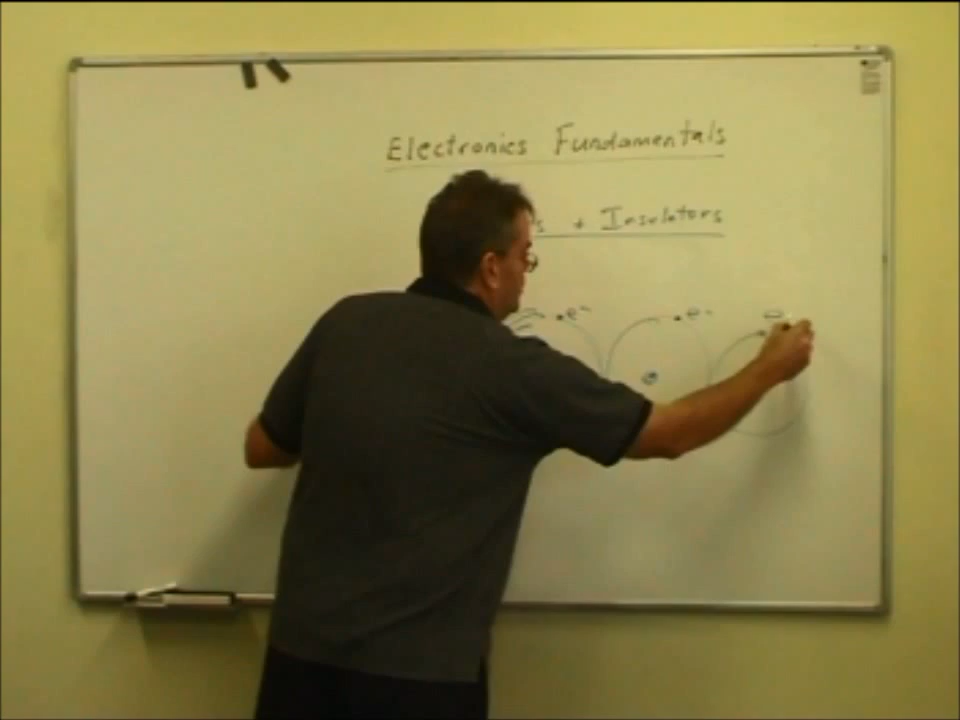 Electronics Fundamentals
s + Insulators
e⁻ e⁻ e